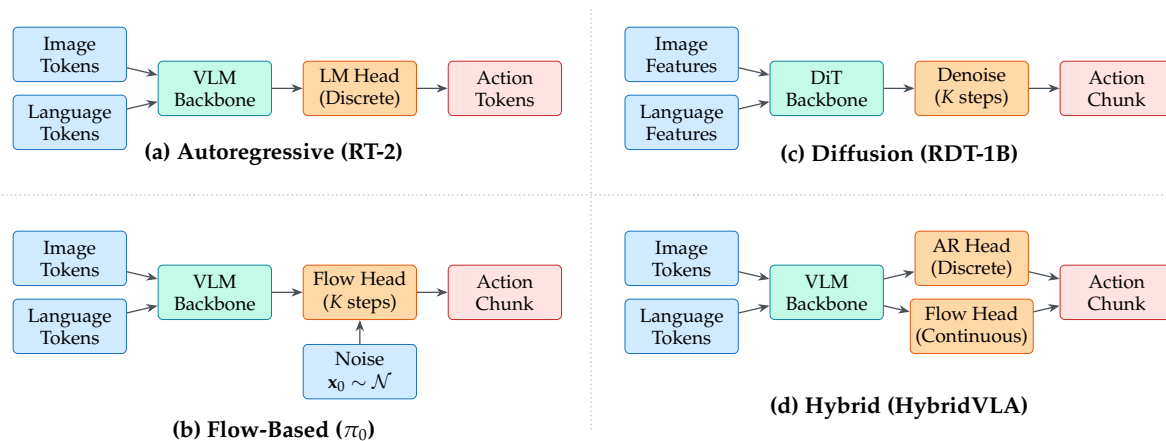 Image
Tokens
Language
Tokens
VLM
Backbone
LM Head
(Discrete)
Action
Tokens
(a) Autoregressive (RT-2)
Image
Features
Language
Features
DiT
Backbone
Denoise
(K steps)
Action
Chunk
(c) Diffusion (RDT-1B)
Image
Tokens
Language
Tokens
VLM
Backbone
Flow Head
(K steps)
Noise
x₀ ∼ 𝒩
Action
Chunk
(b) Flow-Based (π₀)
Image
Tokens
Language
Tokens
VLM
Backbone
AR Head
(Discrete)
Flow Head
(Continuous)
Action
Chunk
(d) Hybrid (HybridVLA)